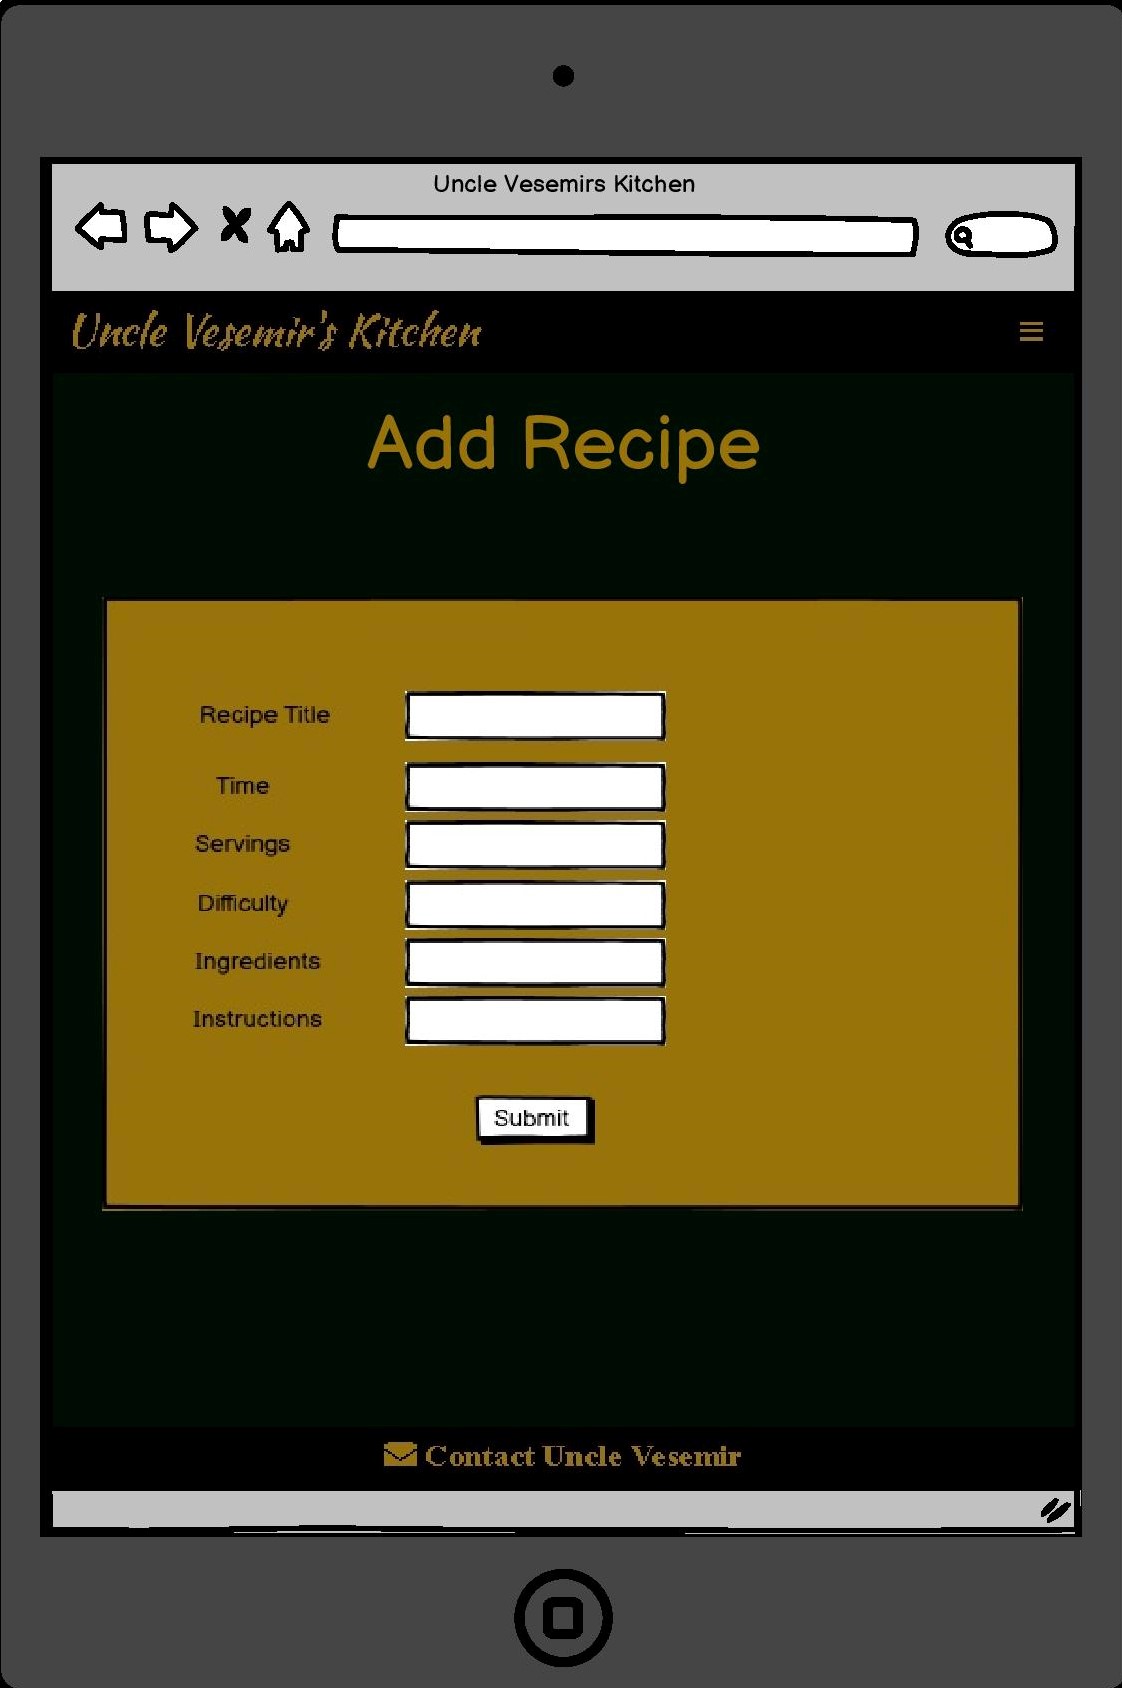 Uncle Vesemirs Kitchen
Uncle Vesemir's Kitchen
Add Recipe
Recipe Title
Time
Servings
Difficulty
Ingredients
Instructions
Submit
Contact Uncle Vesemir